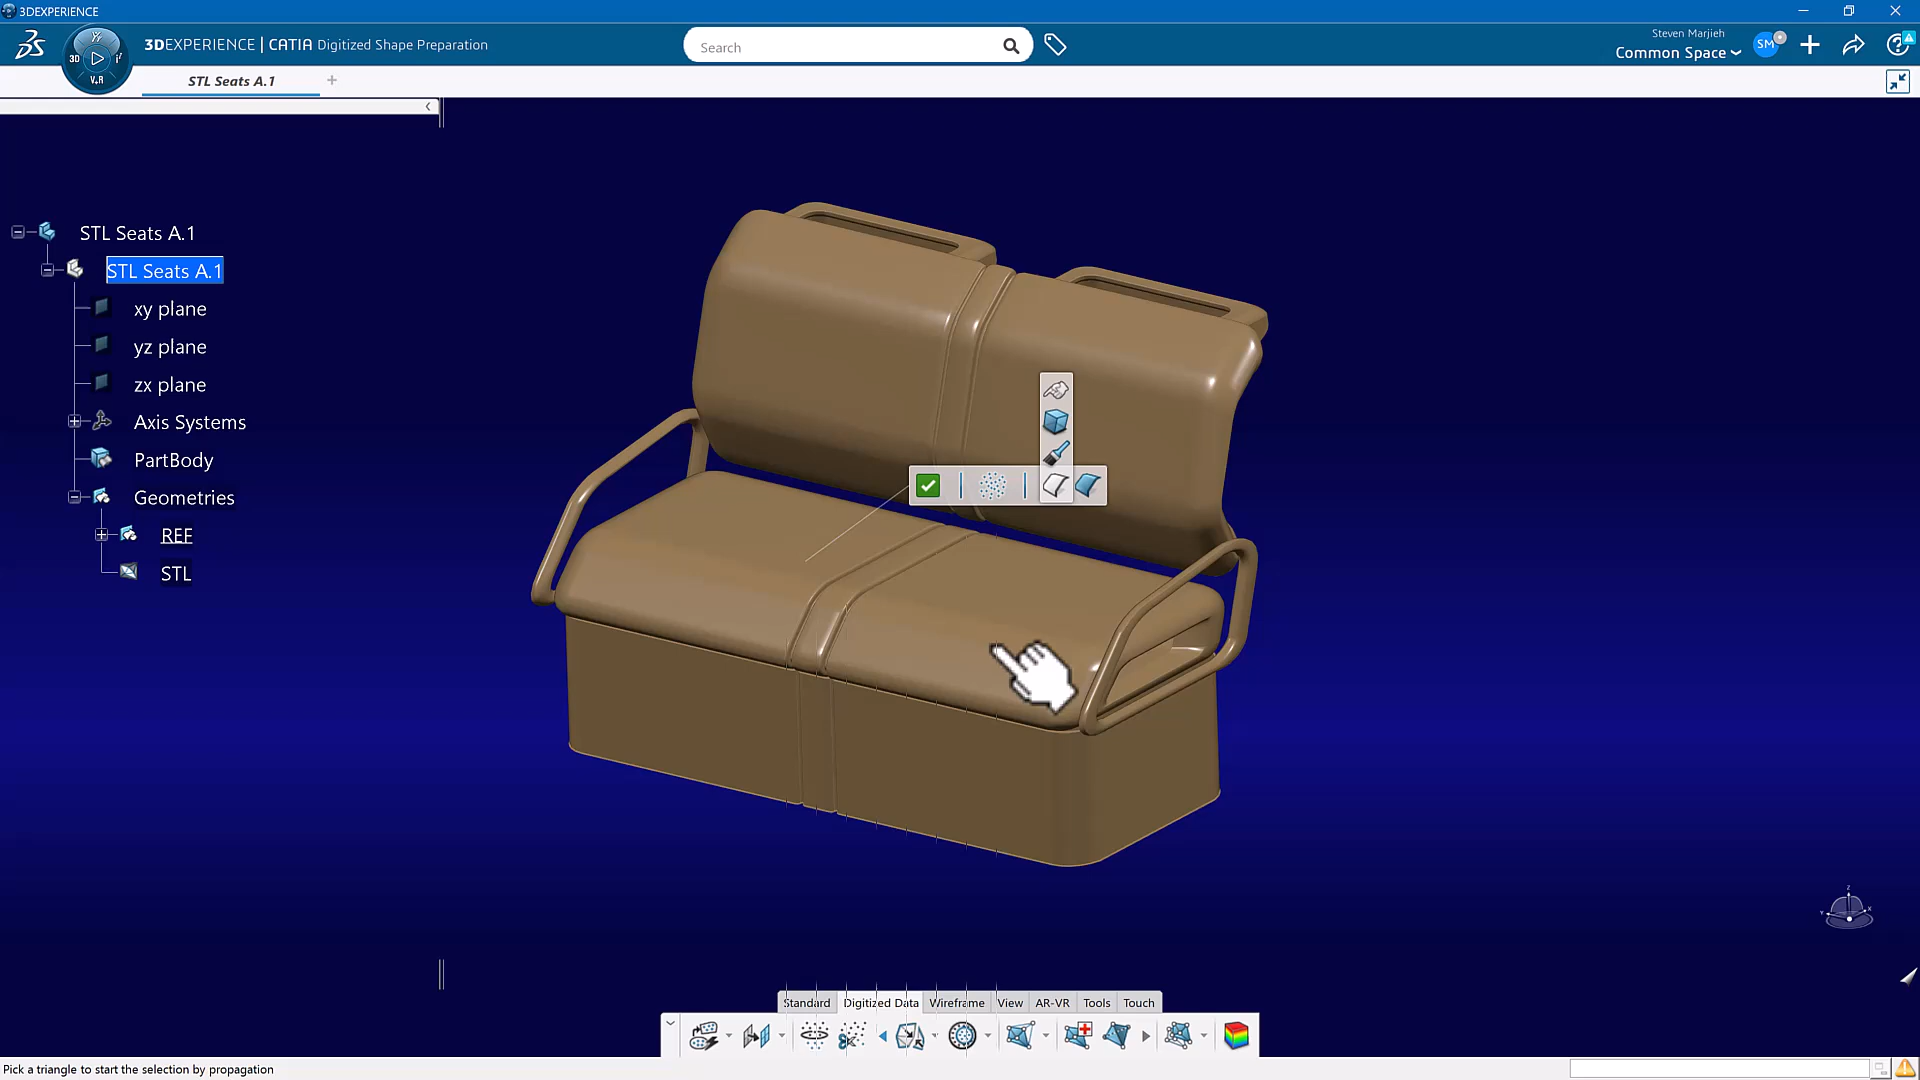 3DEXPERIENCE
3DEXPERIENCE | CATIA Digitized Shape Preparation
3D
V,R
Search
Steven Marjieh
Common Space
SM
STL Seats A.1
STL Seats A.1
STL Seats A.1
xy plane
yz plane
zx plane
Axis Systems
PartBody
Geometries
REF
STL
Standard Digitized Data Wireframe View AR-VR Tools Touch
Pick a triangle to start the selection by propagation